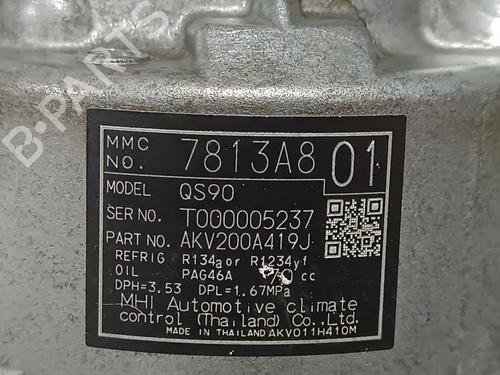 MMC NO. 7813A8 01
MODEL QS90
SER NO. T000005237
PART NO. AKV200A419J
REFRIG R134a or R1234yf
OIL PAG46A 70 cc
DPH=3.53 DPL=1.67MPa
MHI Automotive climate
control (Thailand) Co.,Ltd.
MADE IN THAILAND AKV011H410M
B-PARTS